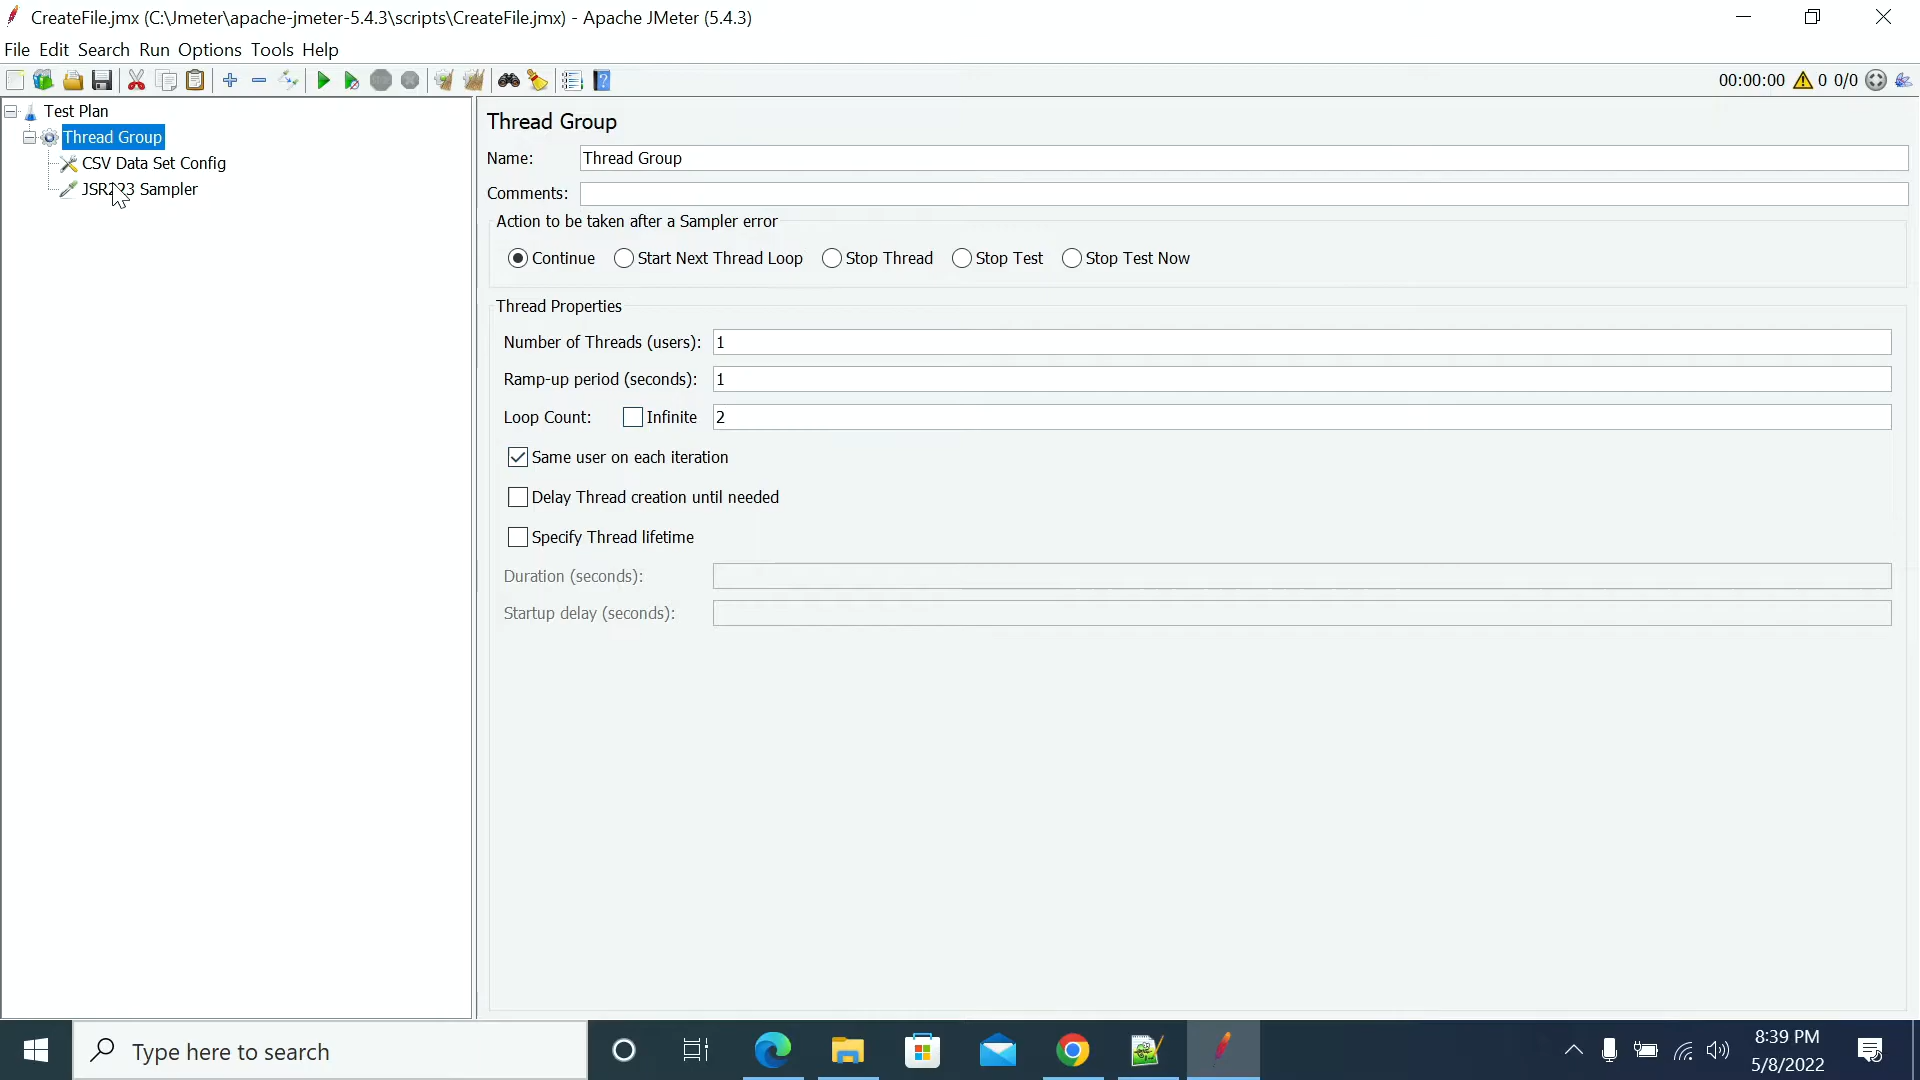 CreateFile.jmx (C:\Jmeter\apache-jmeter-5.4.3\scripts\CreateFile.jmx) - Apache JMeter (5.4.3)
File Edit Search Run Options Tools Help
00:00:00 0 0/0
Test Plan
Thread Group
CSV Data Set Config
JSR223 Sampler
Thread Group
Name: Thread Group
Comments:
Action to be taken after a Sampler error
Continue Start Next Thread Loop Stop Thread Stop Test Stop Test Now
Thread Properties
Number of Threads (users): 1
Ramp-up period (seconds): 1
Loop Count: Infinite 2
Same user on each iteration
Delay Thread creation until needed
Specify Thread lifetime
Duration (seconds):
Startup delay (seconds):
Type here to search
8:39 PM
5/8/2022